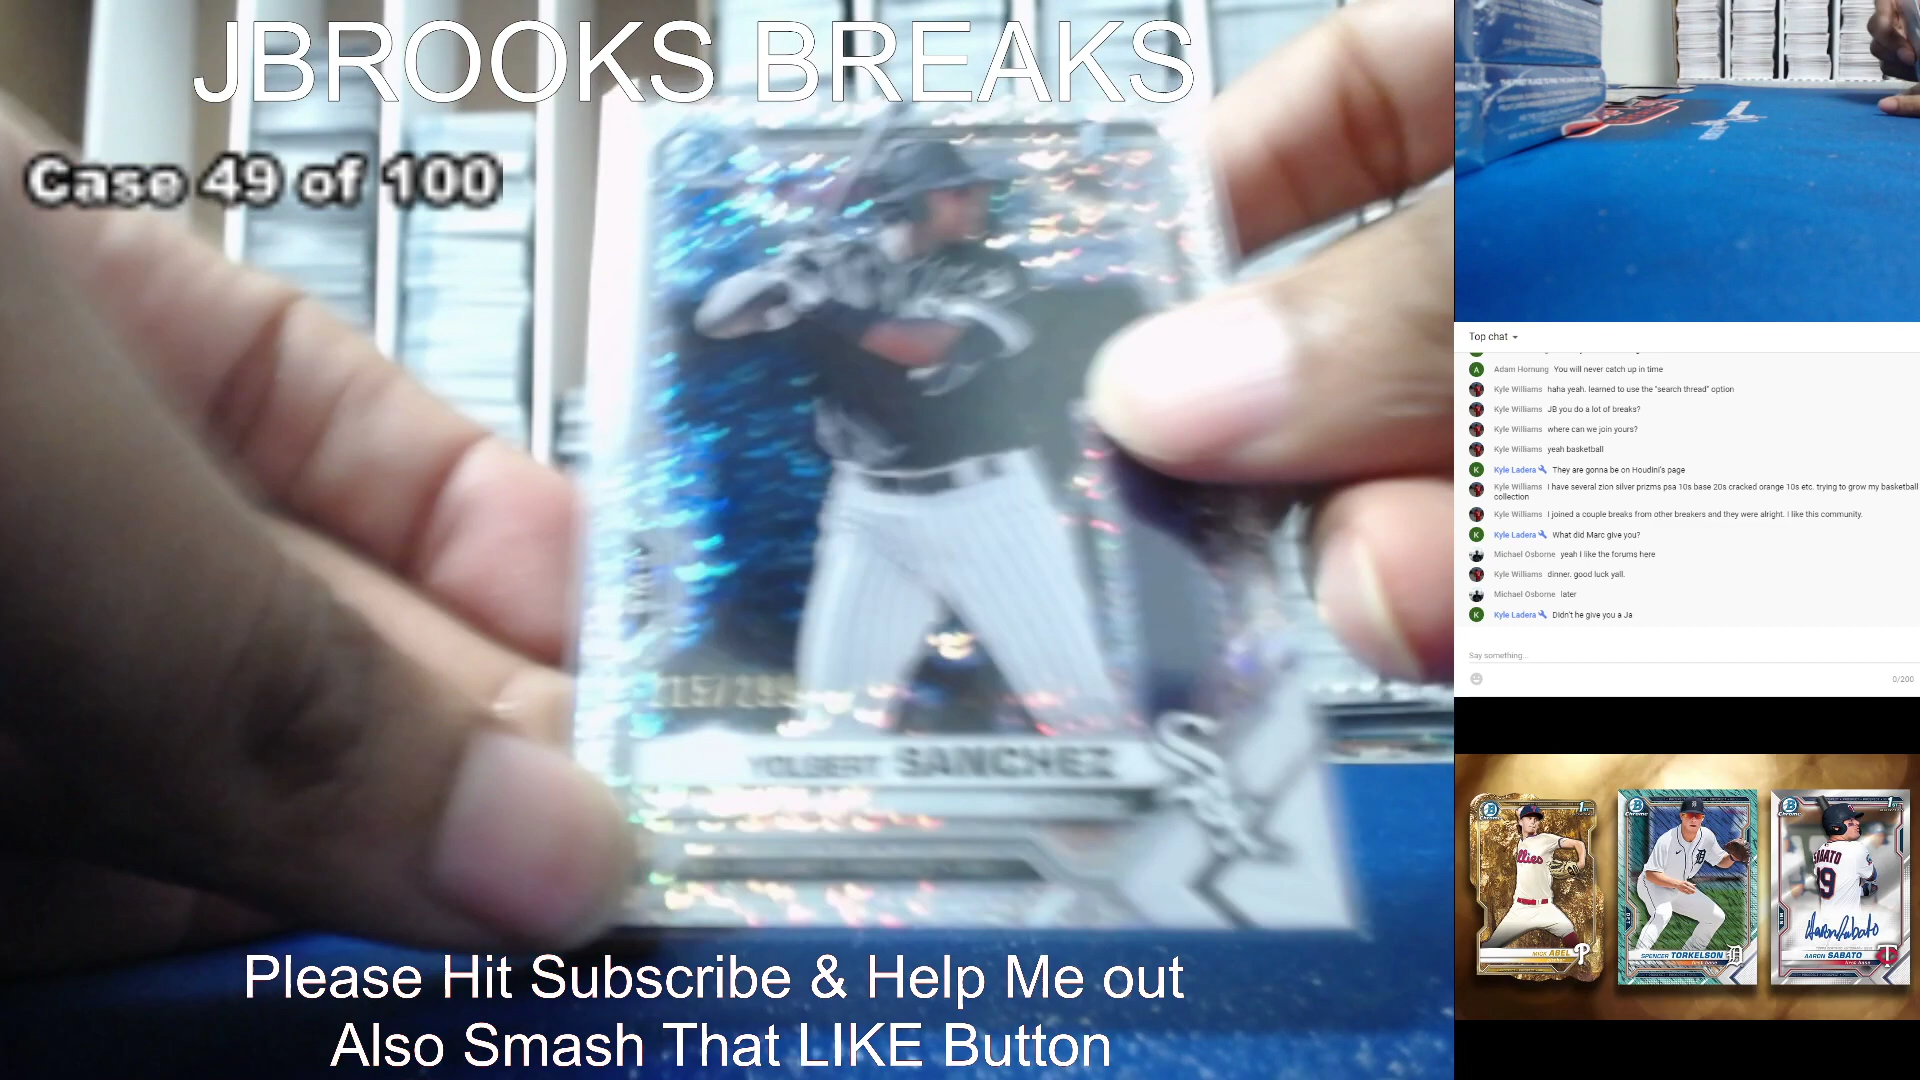 JBROOKS BREAKS
Case 49 of 100
YOLBERT SANCHEZ
Please Hit Subscribe & Help Me out
Also Smash That LIKE Button
Top chat
Adam Hornung You will never catch up in time
Kyle Williams haha yeah. learned to use the "search thread" option
Kyle Williams JB you do a lot of breaks?
Kyle Williams where can we join yours?
Kyle Williams yeah basketball
Kyle Ladera They are gonna be on Houdini's page
Kyle Williams I have several zion silver prizms psa 10s base 20s cracked orange 10s etc. trying to grow my basketball
collection
Kyle Williams I joined a couple breaks from other breakers and they were alright. I like this community.
Kyle Ladera What did Marc give you?
Michael Osborne yeah I like the forums here
Kyle Williams dinner. good luck yall.
Michael Osborne later
Kyle Ladera Didn't he give you a Ja
Say something...
0/200
MICK ABEL
SPENCER TORKELSON
AARON SABATO